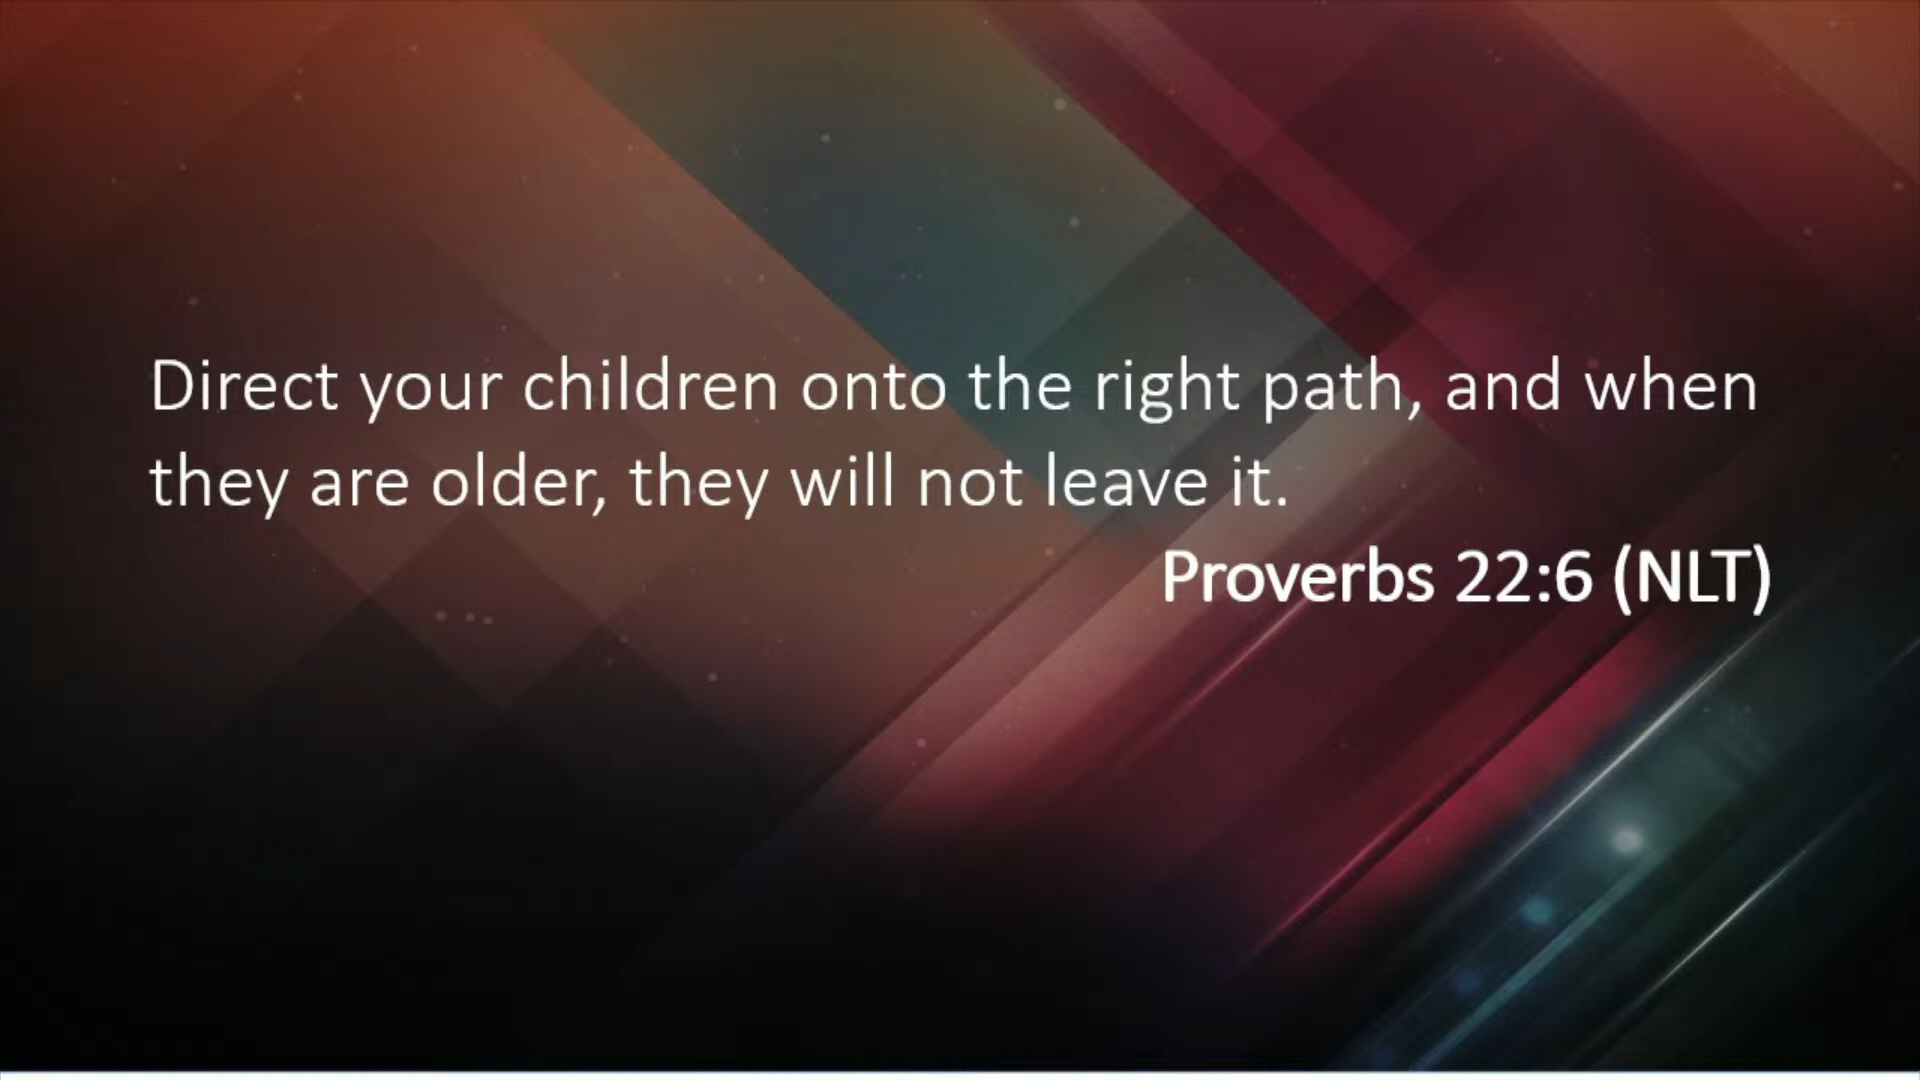 Direct your children onto the right path, and when
they are older, they will not leave it.
Proverbs 22:6 (NLT)